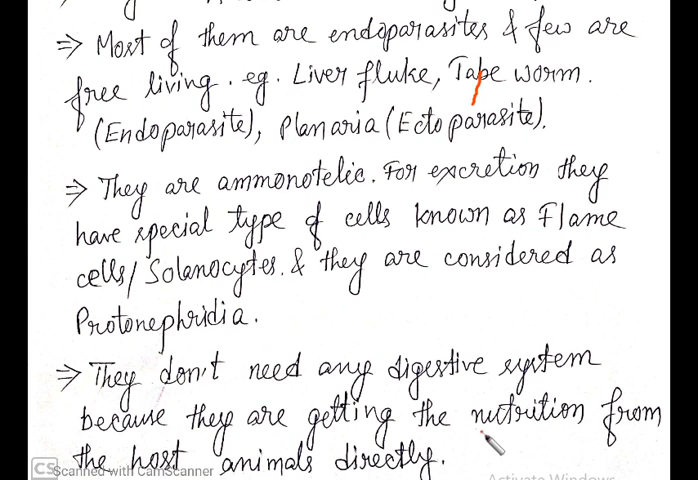 ⇒ Most of them are endoparasites & few are
free living. eg. Liver fluke, Tape worm.
(Endoparasite), Planaria (Ectoparasite).
⇒ They are ammonotelic. For excretion they
have special type of cells known as Flame
cells/Solanocytes. & they are considered as
Protonephridia.
⇒ They don't need any digestive system
because they are getting the nutrition from
the host animals directly.
CS Scanned with CamScanner
Activate Windows